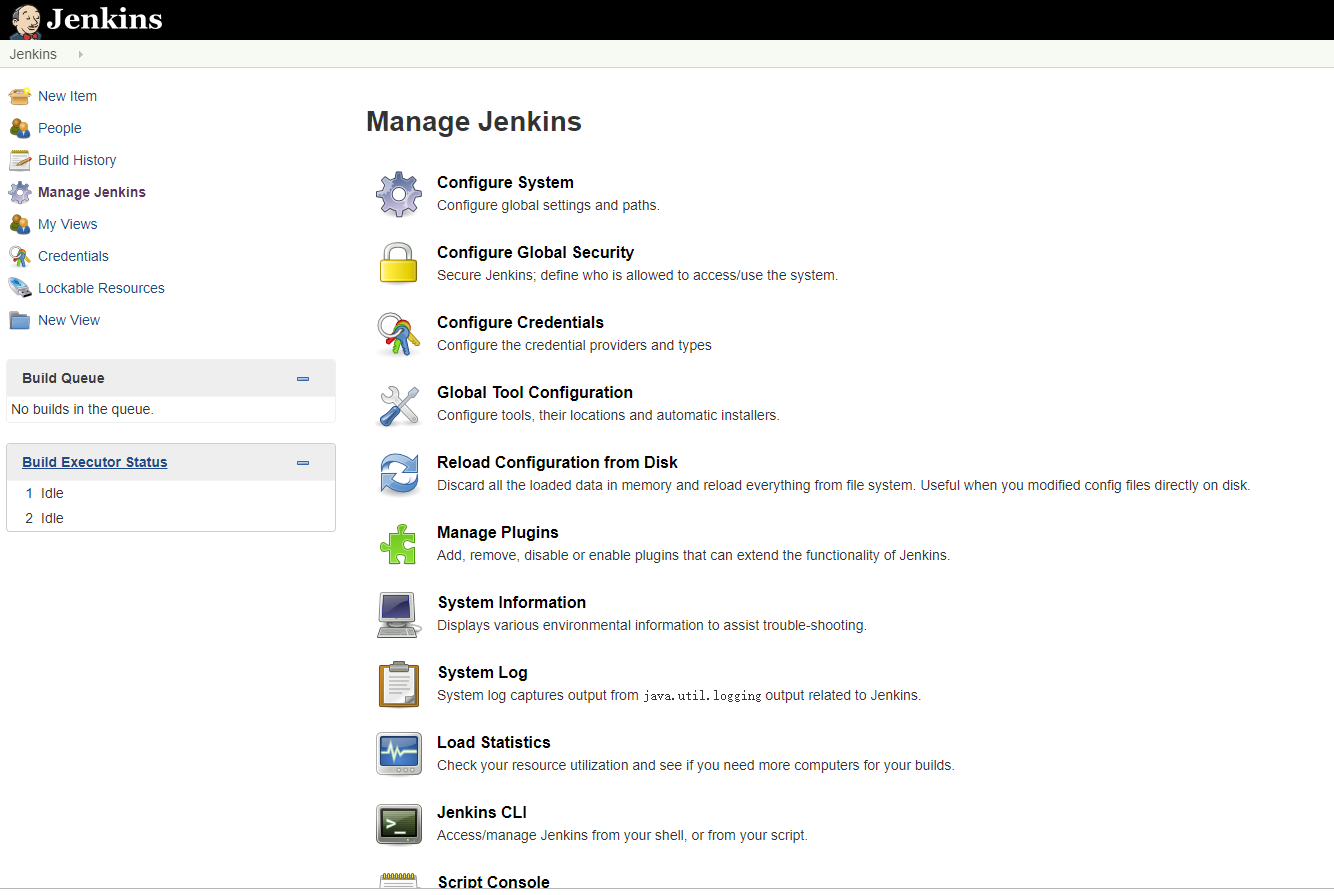 Jenkins
Jenkins
New Item
People
Build History
Manage Jenkins
My Views
Credentials
Lockable Resources
New View
Build Queue
No builds in the queue.
Build Executor Status
1 Idle
2 Idle
Manage Jenkins
Configure System
Configure global settings and paths.
Configure Global Security
Secure Jenkins; define who is allowed to access/use the system.
Configure Credentials
Configure the credential providers and types
Global Tool Configuration
Configure tools, their locations and automatic installers.
Reload Configuration from Disk
Discard all the loaded data in memory and reload everything from file system. Useful when you modified config files directly on disk.
Manage Plugins
Add, remove, disable or enable plugins that can extend the functionality of Jenkins.
System Information
Displays various environmental information to assist trouble-shooting.
System Log
System log captures output from java.util.logging output related to Jenkins.
Load Statistics
Check your resource utilization and see if you need more computers for your builds.
Jenkins CLI
Access/manage Jenkins from your shell, or from your script.
Script Console